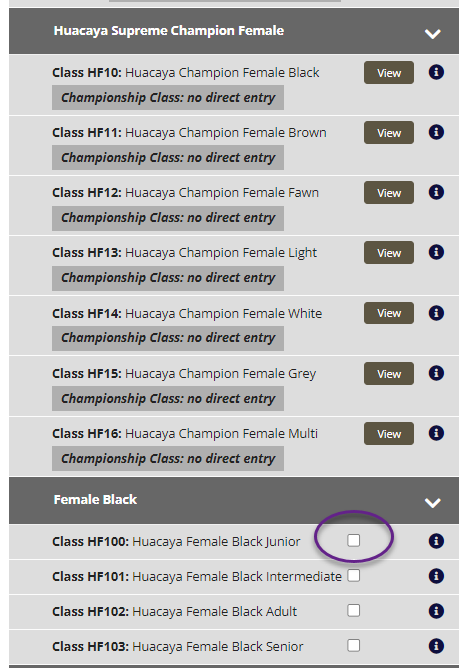 Huacaya Supreme Champion Female
Class HF10: Huacaya Champion Female Black
View
Championship Class: no direct entry
Class HF11: Huacaya Champion Female Brown
View
Championship Class: no direct entry
Class HF12: Huacaya Champion Female Fawn
View
Championship Class: no direct entry
Class HF13: Huacaya Champion Female Light
View
Championship Class: no direct entry
Class HF14: Huacaya Champion Female White
View
Championship Class: no direct entry
Class HF15: Huacaya Champion Female Grey
View
Championship Class: no direct entry
Class HF16: Huacaya Champion Female Multi
View
Championship Class: no direct entry
Female Black
Class HF100: Huacaya Female Black Junior
Class HF101: Huacaya Female Black Intermediate
Class HF102: Huacaya Female Black Adult
Class HF103: Huacaya Female Black Senior